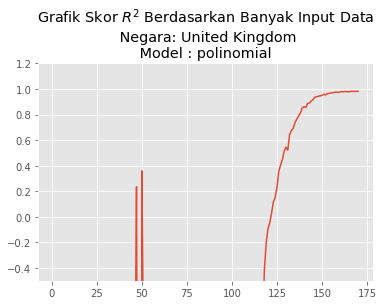 Grafik Skor R² Berdasarkan Banyak Input Data
Negara: United Kingdom
Model : polinomial
1.2
1.0
0.8
0.6
0.4
0.2
0.0
−0.2
−0.4
0 25 50 75 100 125 150 175